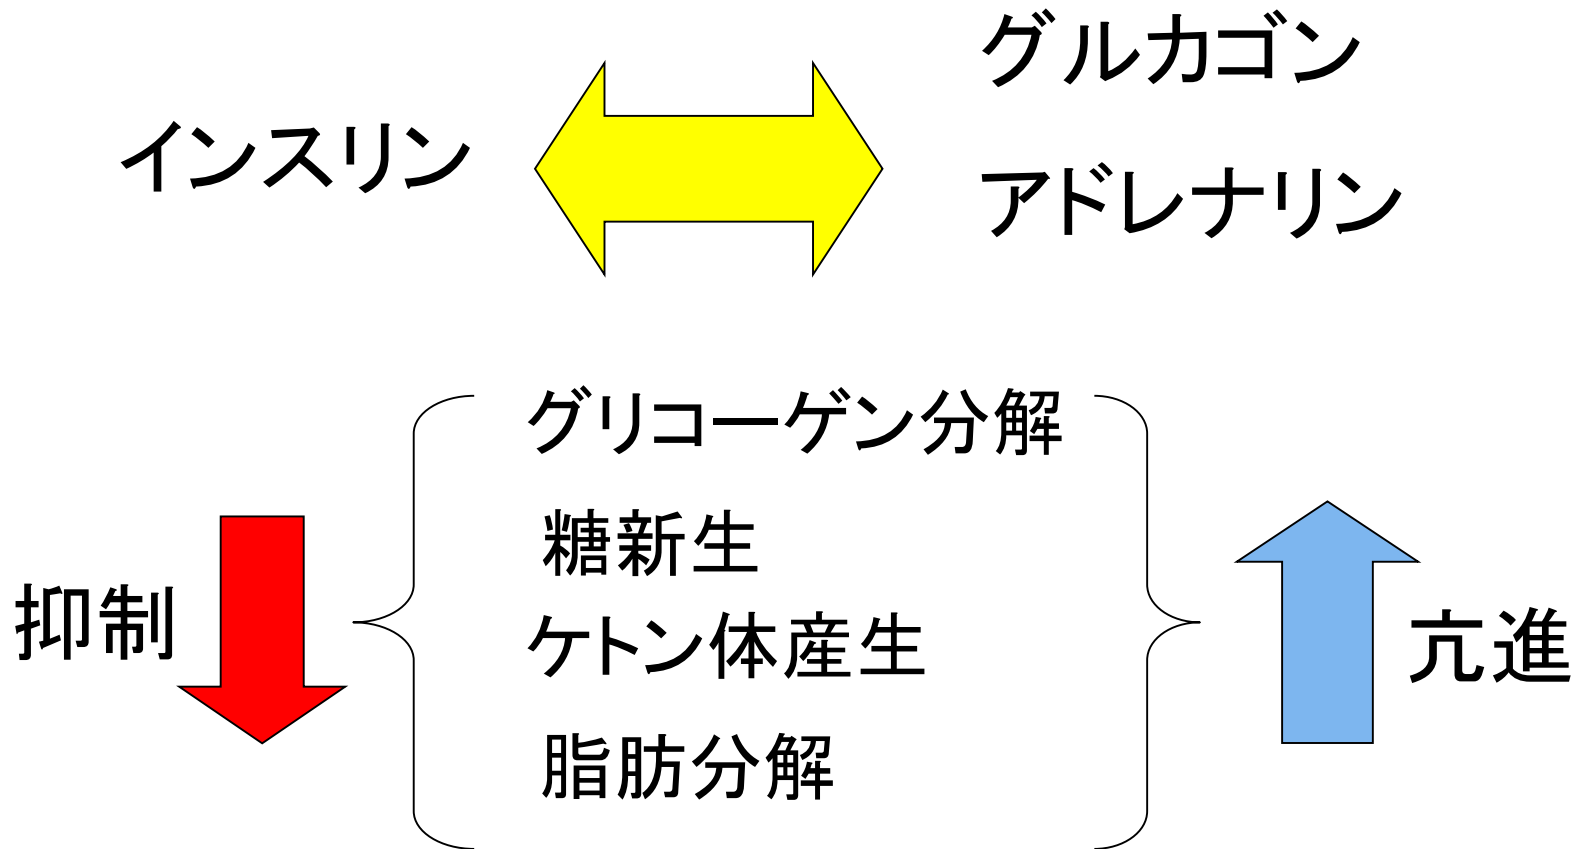 グルカゴン
インスリン
アドレナリン
グリコーゲン分解
糖新生
抑制
ケトン体産生
亢進
脂肪分解